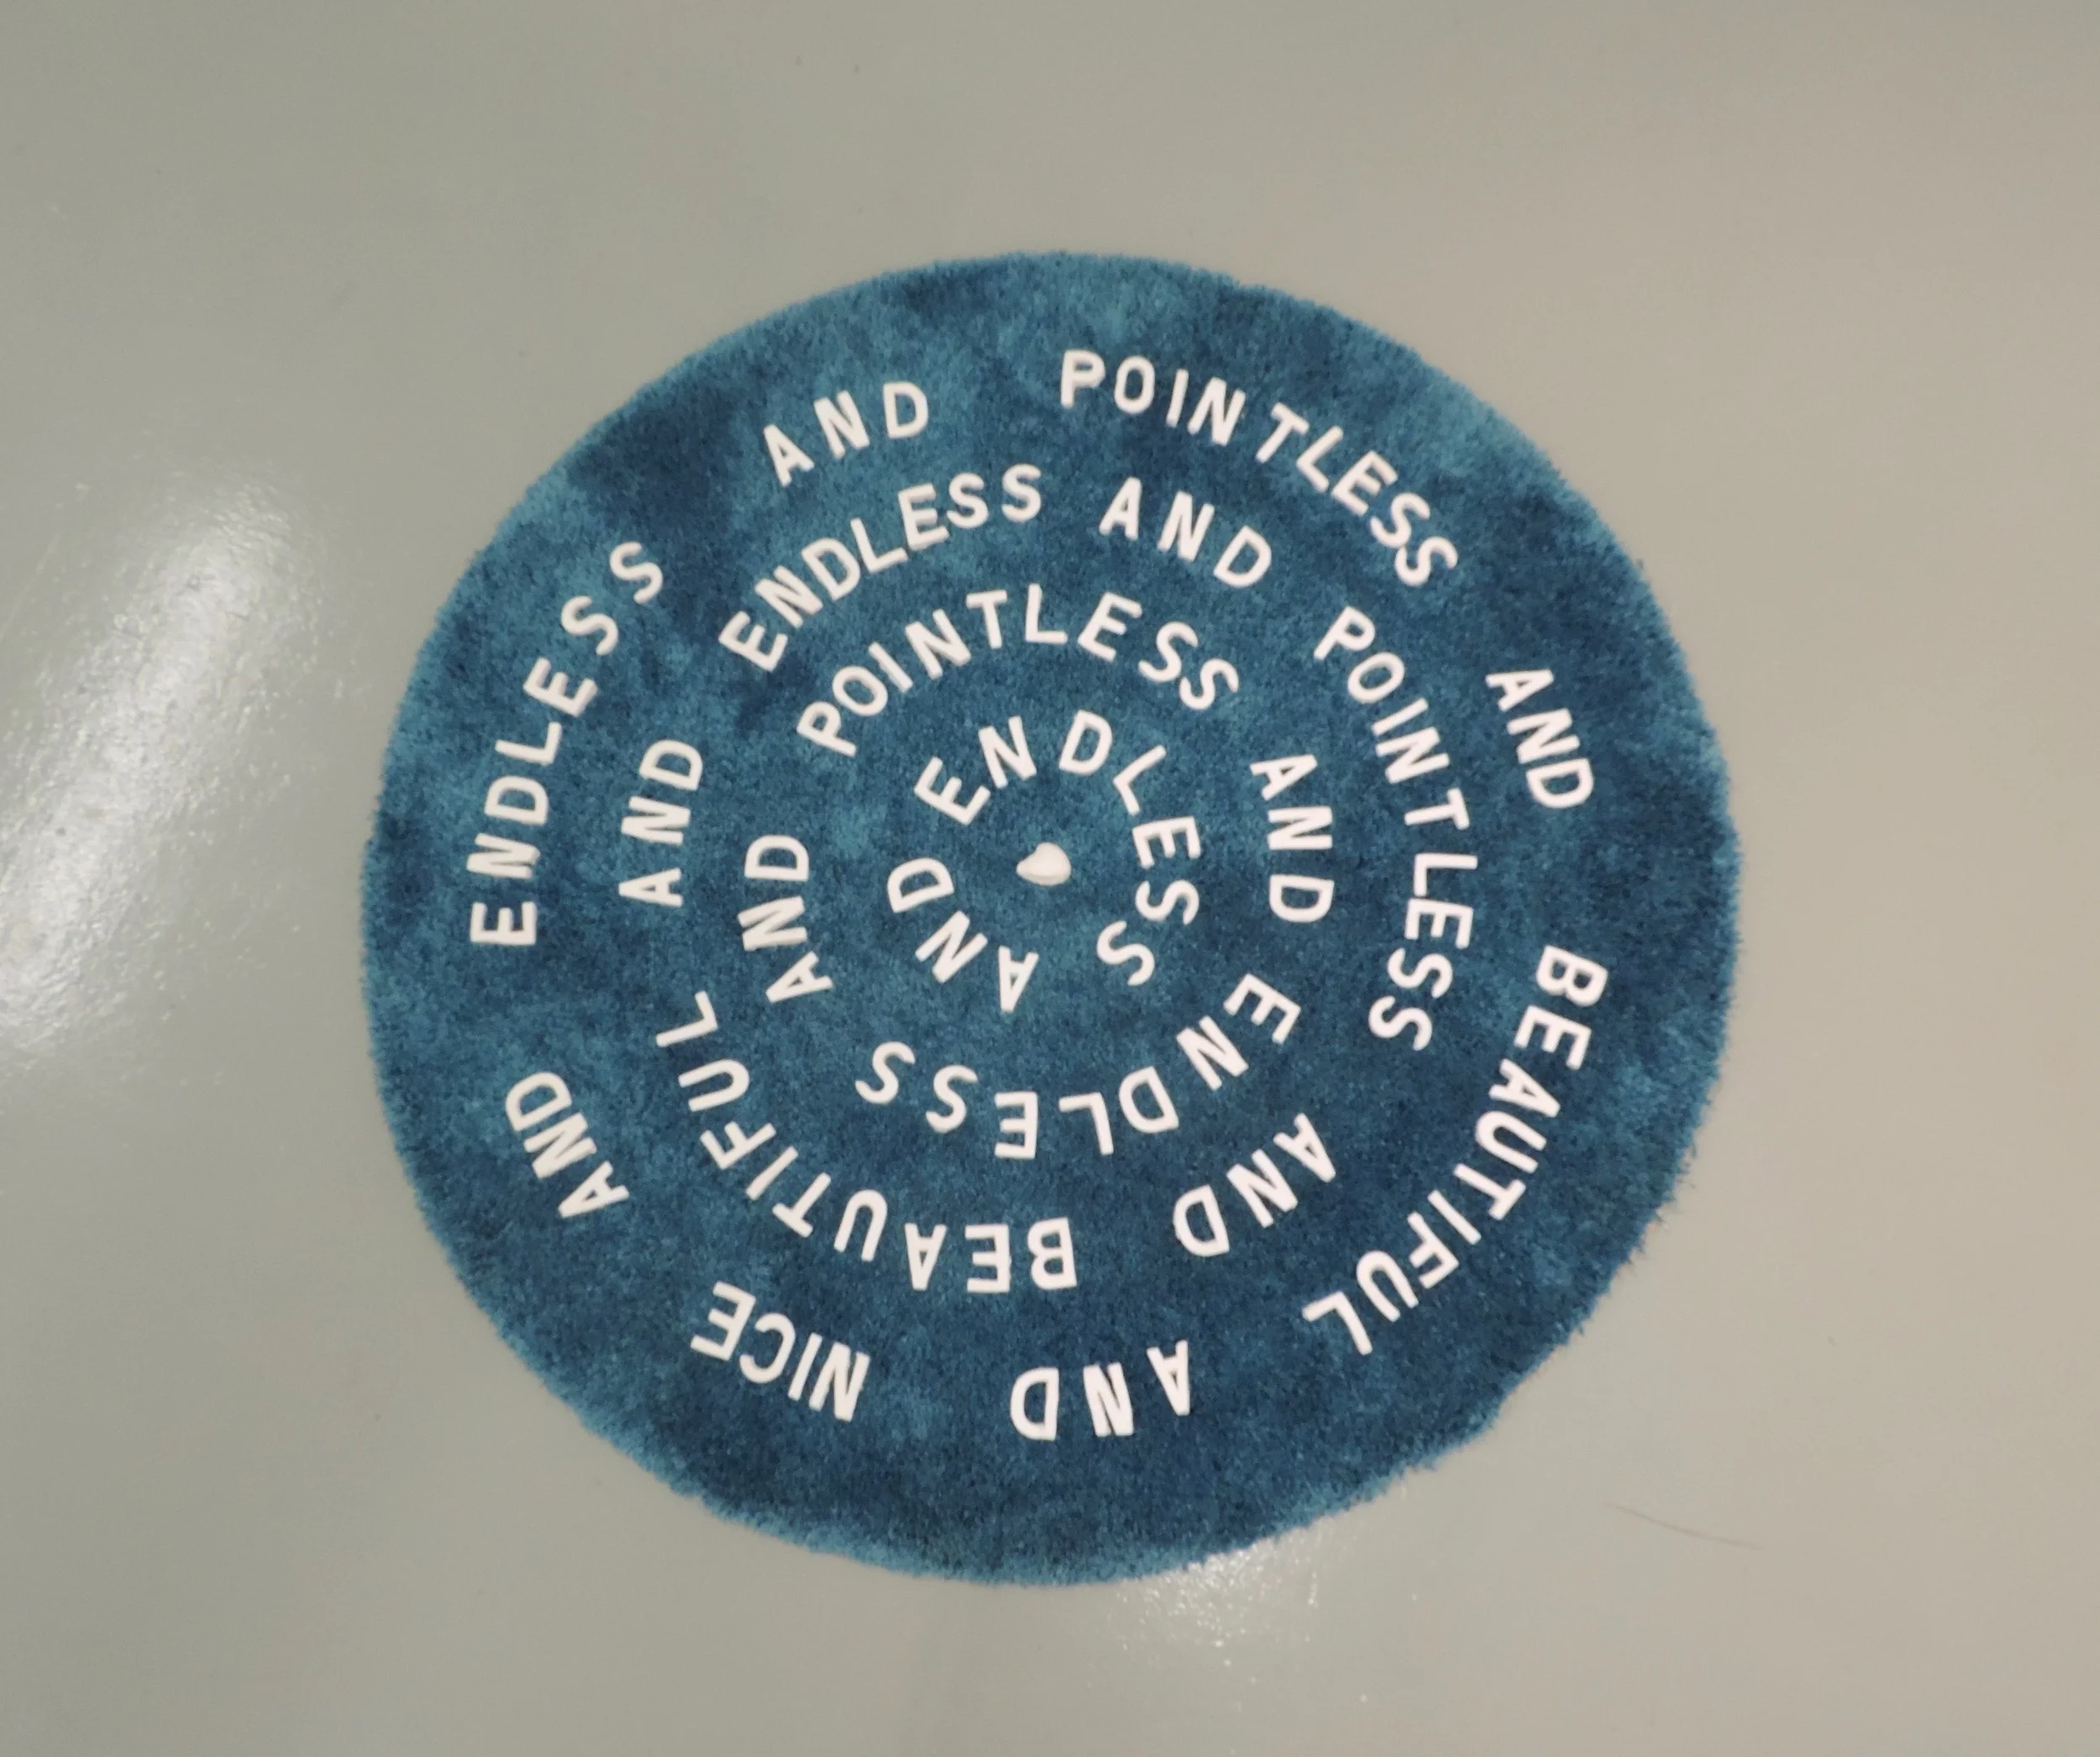 ENDLESS AND POINTLESS AND BEAUTIFUL AND NICE AND
ENDLESS AND POINTLESS AND BEAUTIFUL AND
ENDLESS AND POINTLESS AND
ENDLESS AND